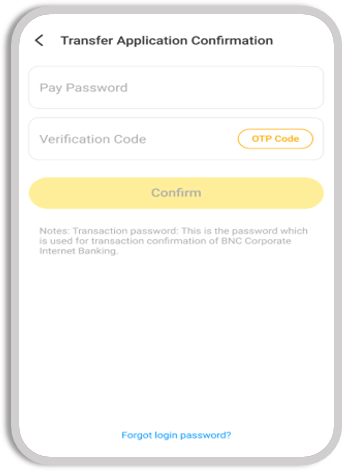 Transfer Application Confirmation
Pay Password
Verification Code
OTP Code
Confirm
Notes: Transaction password: This is the password which
is used for transaction confirmation of BNC Corporate
Internet Banking.
Forgot login password?